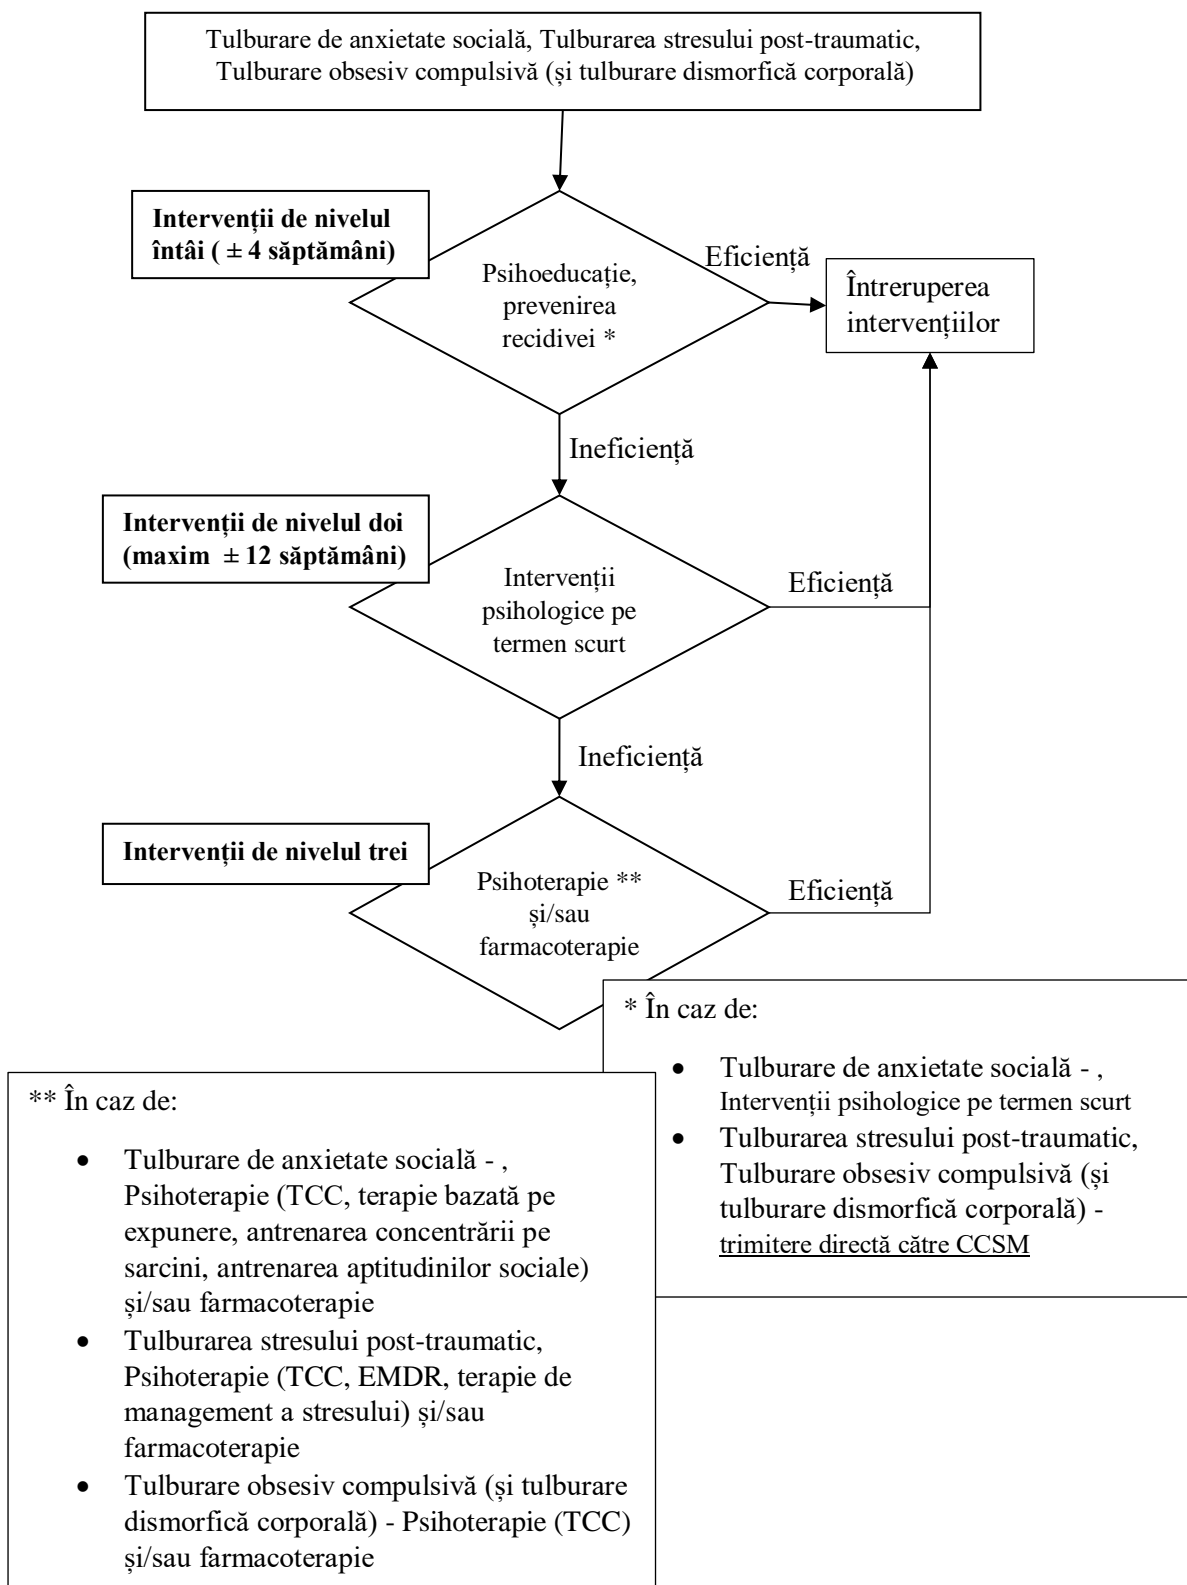 Tulburare de anxietate socială, Tulburarea stresului post-traumatic,
Tulburare obsesiv compulsivă (și tulburare dismorfică corporală)
Intervenții de nivelul
întâi ( ± 4 săptămâni)
Psihoeducație,
prevenirea
recidivei *
Eficiență
Întreruperea
intervențiilor
Ineficiență
Intervenții de nivelul doi
(maxim ± 12 săptămâni)
Intervenții
psihologice pe
termen scurt
Eficiență
Ineficiență
Intervenții de nivelul trei
Psihoterapie **
și/sau
farmacoterapie
Eficiență
* În caz de:
• Tulburare de anxietate socială - ,
Intervenții psihologice pe termen scurt
• Tulburarea stresului post-traumatic,
Tulburare obsesiv compulsivă (și
tulburare dismorfică corporală) -
trimitere directă către CCSM
** În caz de:
• Tulburare de anxietate socială - ,
Psihoterapie (TCC, terapie bazată pe
expunere, antrenarea concentrării pe
sarcini, antrenarea aptitudinilor sociale)
și/sau farmacoterapie
• Tulburarea stresului post-traumatic,
Psihoterapie (TCC, EMDR, terapie de
management a stresului) și/sau
farmacoterapie
• Tulburare obsesiv compulsivă (și tulburare
dismorfică corporală) - Psihoterapie (TCC)
și/sau farmacoterapie